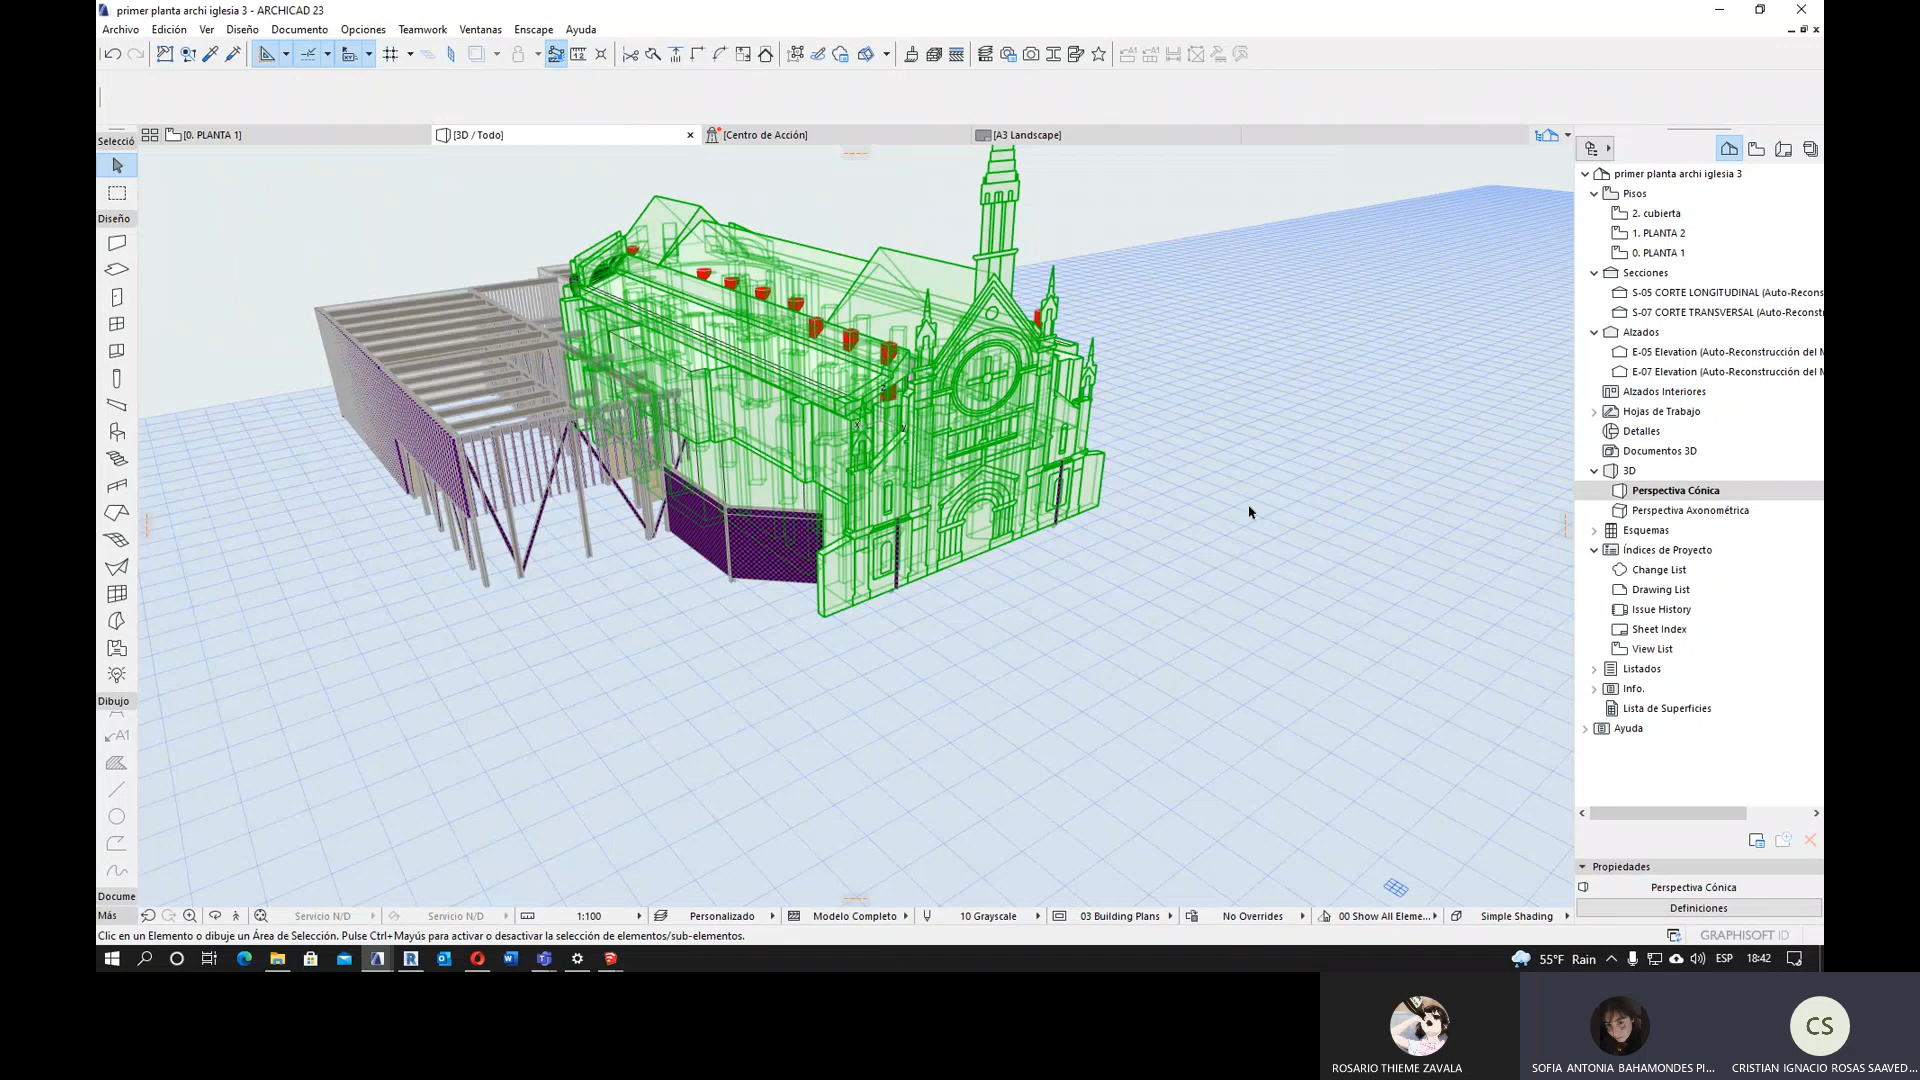 primer planta archi iglesia 3 - ARCHICAD 23
Archivo Edición Ver Diseño Documento Opciones Teamwork Ventanas Enscape Ayuda
Selecció
[0. PLANTA 1]
[3D / Todo]
[Centro de Acción]
[A3 Landscape]
Diseño
Dibujo
A1
Docume
Más
primer planta archi iglesia 3
Pisos
2. cubierta
1. PLANTA 2
0. PLANTA 1
Secciones
S-05 CORTE LONGITUDINAL (Auto-Recons
S-07 CORTE TRANSVERSAL (Auto-Reconst
Alzados
E-05 Elevation (Auto-Reconstrucción del M
E-07 Elevation (Auto-Reconstrucción del M
Alzados Interiores
Hojas de Trabajo
Detalles
Documentos 3D
3D
Perspectiva Cónica
Perspectiva Axonométrica
Esquemas
Índices de Proyecto
Change List
Drawing List
Issue History
Sheet Index
View List
Listados
Info.
Lista de Superficies
Ayuda
Propiedades
Perspectiva Cónica
Definiciones
Servicio N/D Servicio N/D 1:100 Personalizado Modelo Completo 10 Grayscale 03 Building Plans No Overrides 00 Show All Eleme... Simple Shading
Clic en un Elemento o dibuje un Área de Selección. Pulse Ctrl+Mayús para activar o desactivar la selección de elementos/sub-elementos.
GRAPHISOFT ID
55°F Rain ESP 18:42
CS
ROSARIO THIEME ZAVALA
SOFIA ANTONIA BAHAMONDES PI...
CRISTIAN IGNACIO ROSAS SAAVED...